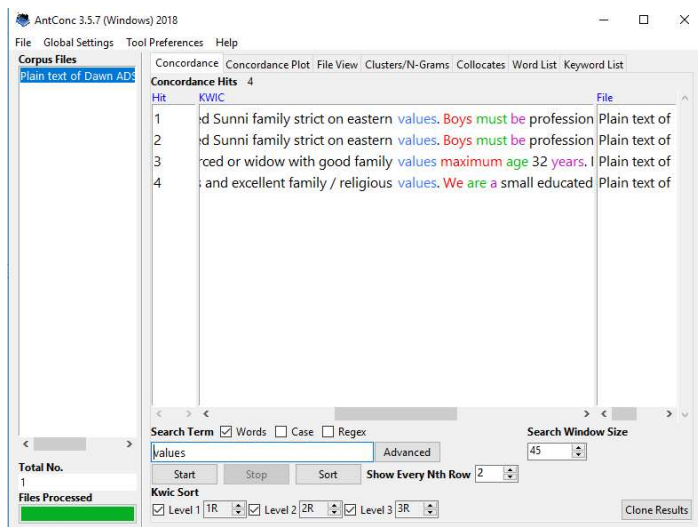 AntConc 3.5.7 (Windows) 2018
File Global Settings Tool Preferences Help
Corpus Files
Plain text of Dawn ADS
Concordance Concordance Plot File View Clusters/N-Grams Collocates Word List Keyword List
Concordance Hits 4
Hit KWIC File
1 ed Sunni family strict on eastern values. Boys must be profession Plain text of
2 ed Sunni family strict on eastern values. Boys must be profession Plain text of
3 rced or widow with good family values maximum age 32 years. I Plain text of
4 s and excellent family / religious values. We are a small educated Plain text of
Search Term Words Case Regex Search Window Size
values Advanced 45
Total No.
1
Start Stop Sort Show Every Nth Row 2
Files Processed
Kwic Sort
Level 1 1R Level 2 2R Level 3 3R Clone Results